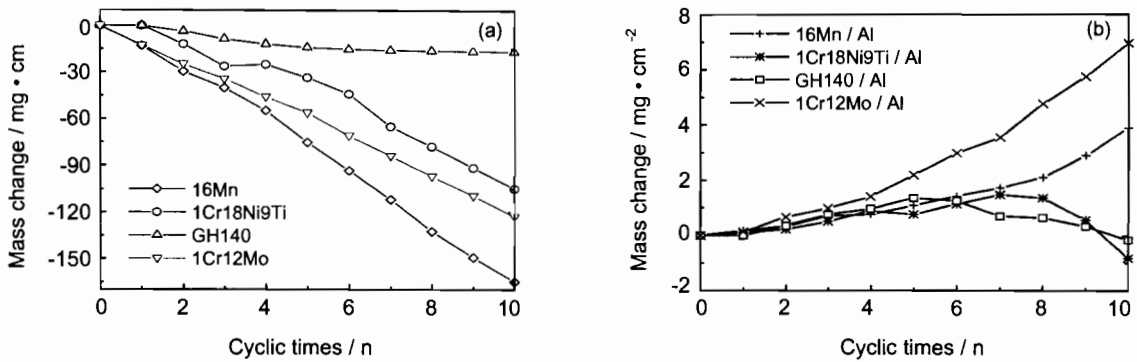 (a)
Mass change / mg • cm
0
-30
-60
-90
-120
-150
16Mn
1Cr18Ni9Ti
GH140
1Cr12Mo
0 2 4 6 8 10
Cyclic times / n
(b)
Mass change / mg • cm⁻²
8
6
4
2
0
-2
16Mn / Al
1Cr18Ni9Ti / Al
GH140 / Al
1Cr12Mo / Al
0 2 4 6 8 10
Cyclic times / n